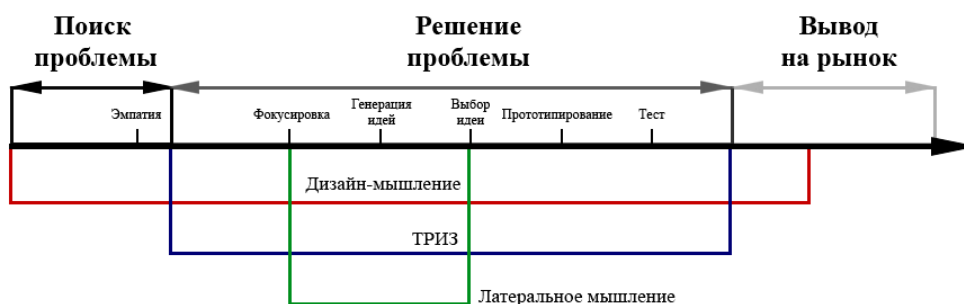 Поиск
проблемы
Решение
проблемы
Вывод
на рынок
Эмпатия
Фокусировка
Генерация
идей
Выбор
идеи
Прототипирование
Тест
Дизайн-мышление
ТРИЗ
Латеральное мышление